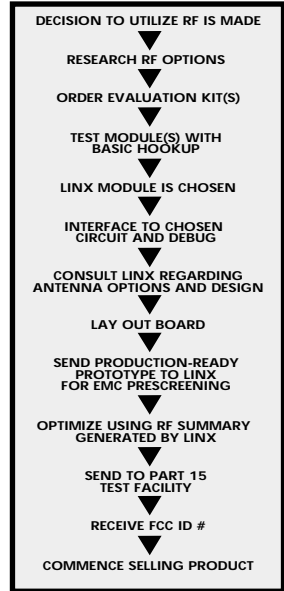 DECISION TO UTILIZE RF IS MADE
RESEARCH RF OPTIONS
ORDER EVALUATION KIT(S)
TEST MODULE(S) WITH
BASIC HOOKUP
LINX MODULE IS CHOSEN
INTERFACE TO CHOSEN
CIRCUIT AND DEBUG
CONSULT LINX REGARDING
ANTENNA OPTIONS AND DESIGN
LAY OUT BOARD
SEND PRODUCTION-READY
PROTOTYPE TO LINX
FOR EMC PRESCREENING
OPTIMIZE USING RF SUMMARY
GENERATED BY LINX
SEND TO PART 15
TEST FACILITY
RECEIVE FCC ID #
COMMENCE SELLING PRODUCT